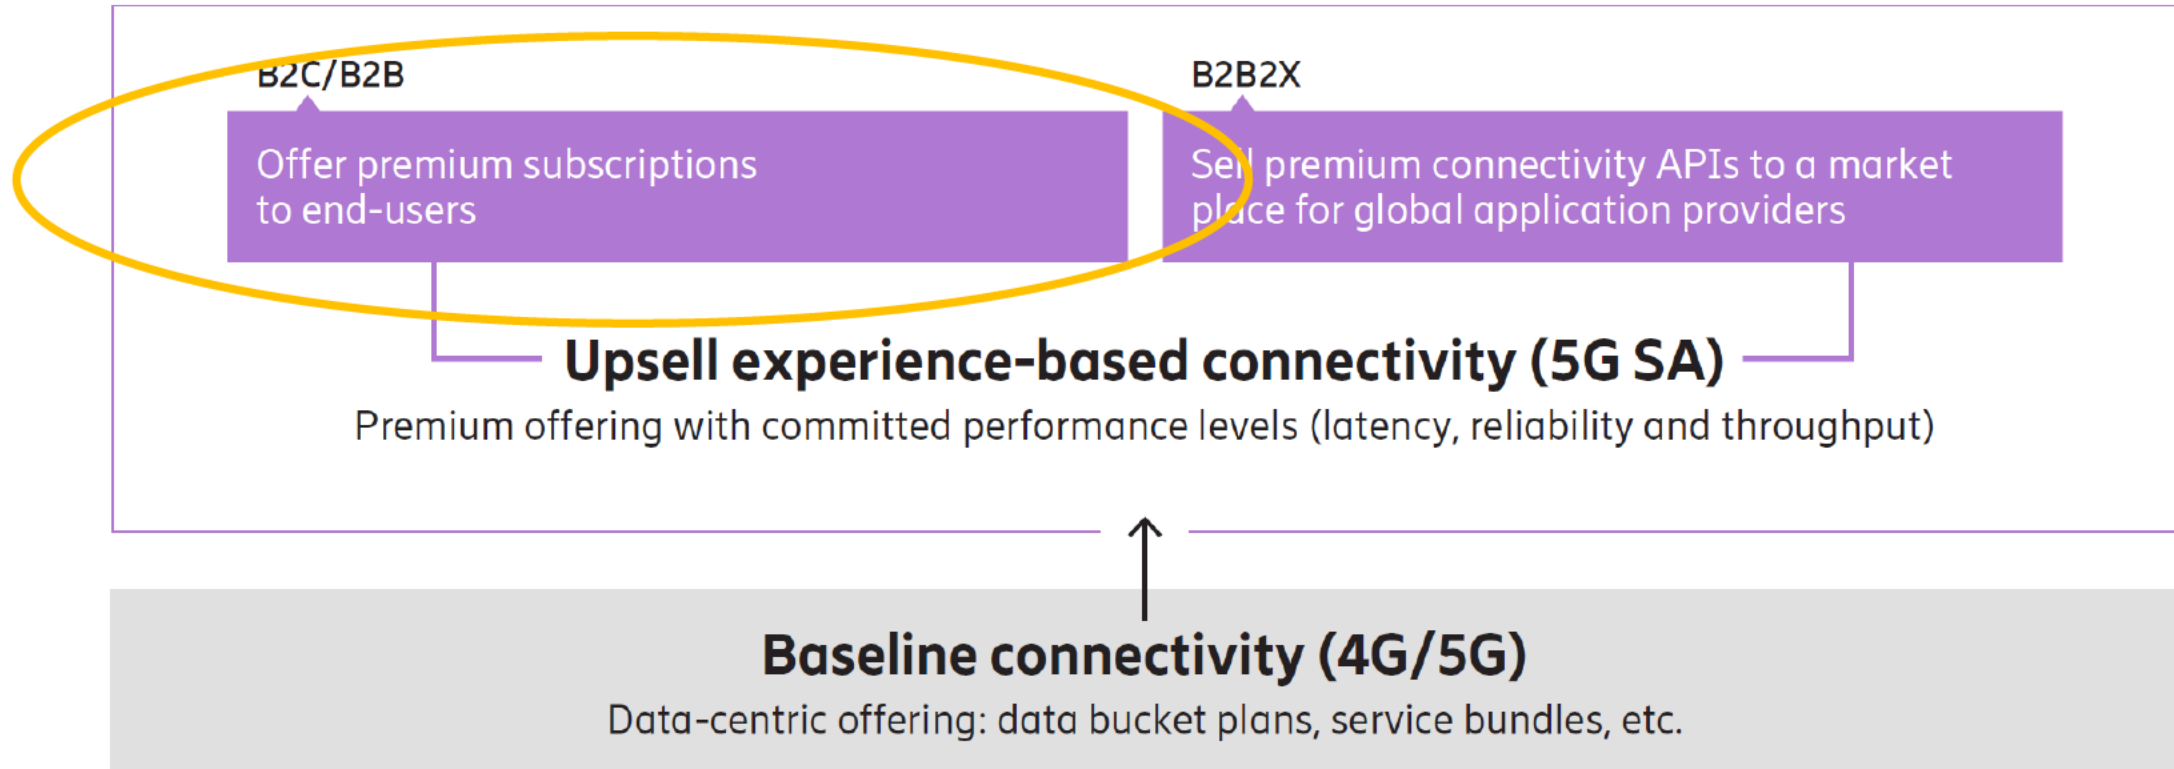 B2C/B2B
Offer premium subscriptions
to end-users
B2B2X
Sell premium connectivity APIs to a market
place for global application providers
Upsell experience-based connectivity (5G SA)
Premium offering with committed performance levels (latency, reliability and throughput)
Baseline connectivity (4G/5G)
Data-centric offering: data bucket plans, service bundles, etc.